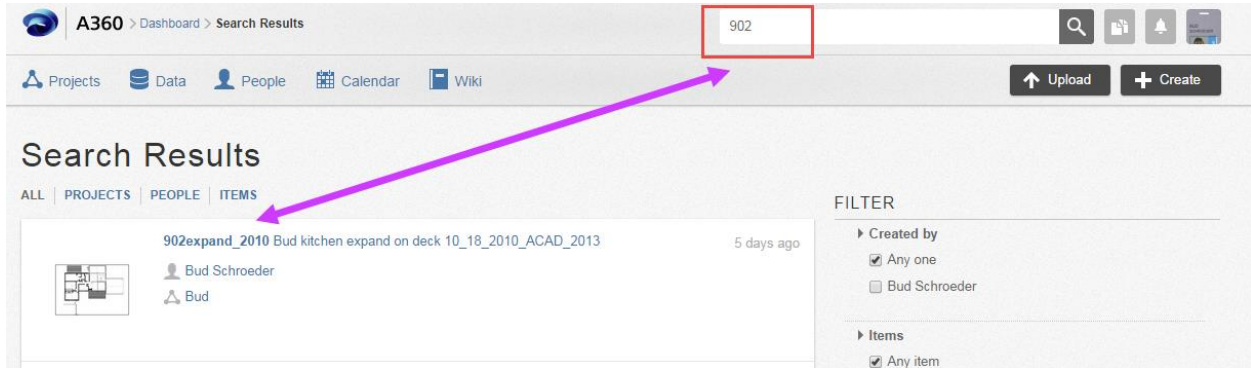 A360 > Dashboard > Search Results
902
Projects Data People Calendar Wiki
Upload Create
Search Results
ALL PROJECTS PEOPLE ITEMS
902expand_2010 Bud kitchen expand on deck 10_18_2010_ACAD_2013
5 days ago
Bud Schroeder
Bud
FILTER
Created by
Any one
Bud Schroeder
Items
Any item